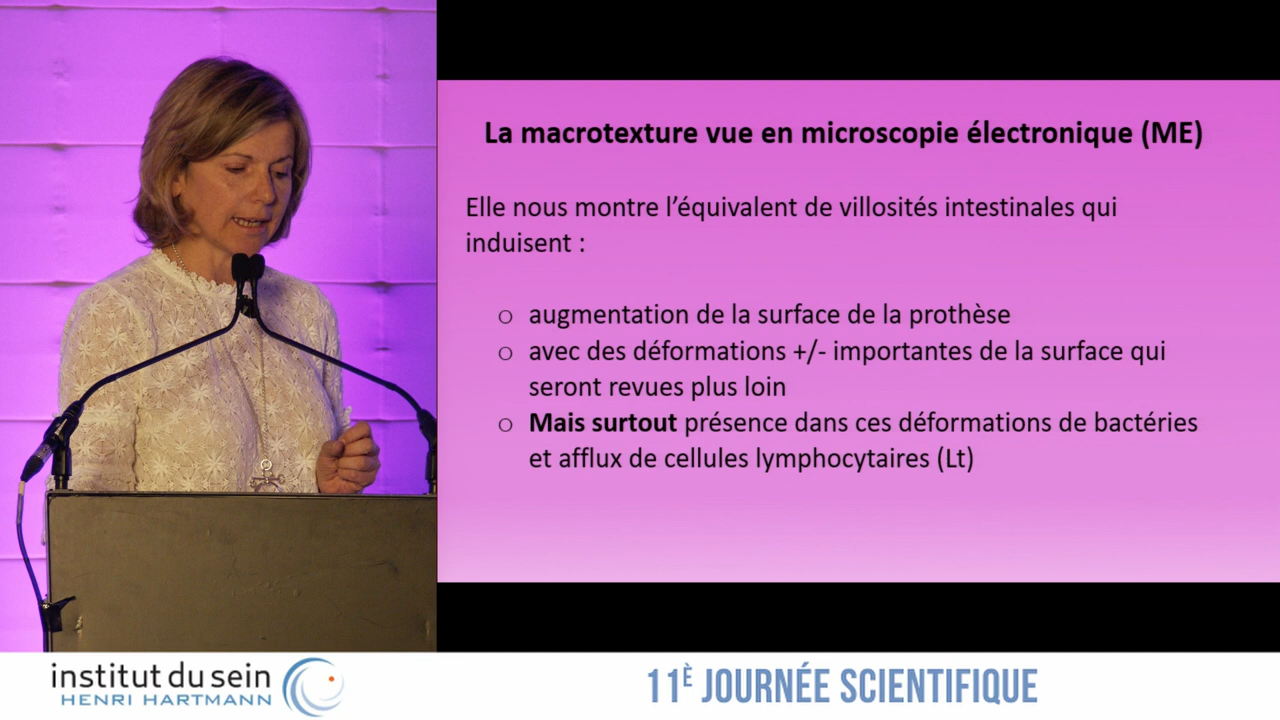 La macrotexture vue en microscopie électronique (ME)
Elle nous montre l’équivalent de villosités intestinales qui
induisent :
○ augmentation de la surface de la prothèse
○ avec des déformations +/- importantes de la surface qui
seront revues plus loin
○ Mais surtout présence dans ces déformations de bactéries
et afflux de cellules lymphocytaires (Lt)
institut du sein
HENRI HARTMANN
11È JOURNÉE SCIENTIFIQUE